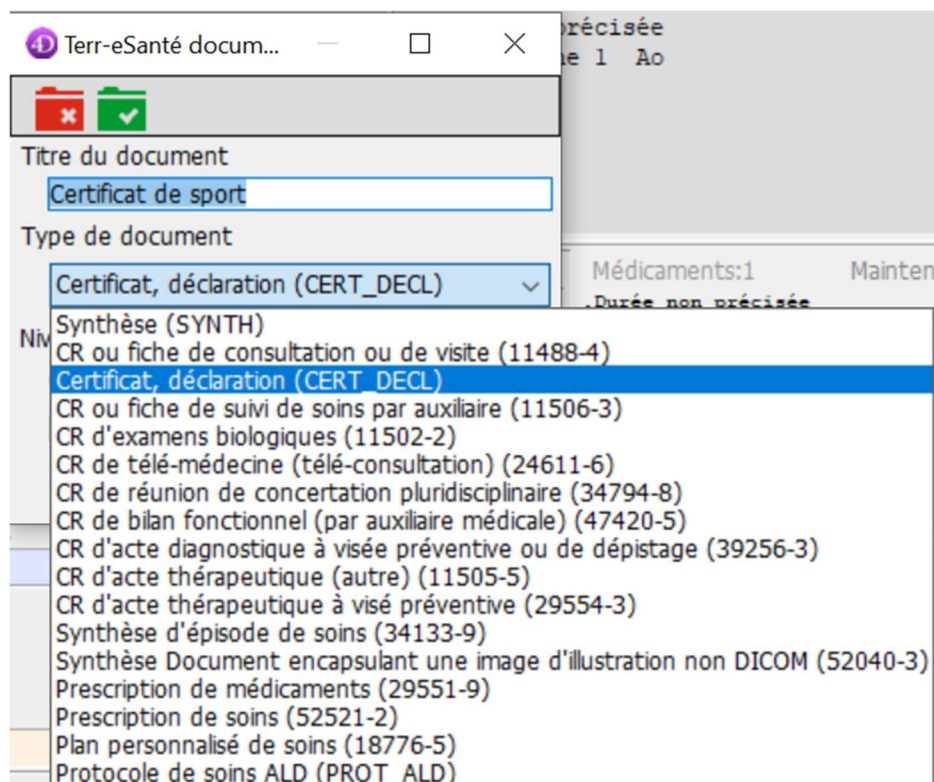 Terr-eSanté docum...
précisée
1 Ao
Titre du document
Certificat de sport
Type de document
Certificat, déclaration (CERT_DECL)
Médicaments:1
.Durée non précisée
Synthèse (SYNTH)
CR ou fiche de consultation ou de visite (11488-4)
Certificat, déclaration (CERT_DECL)
CR ou fiche de suivi de soins par auxiliaire (11506-3)
CR d'examens biologiques (11502-2)
CR de télé-médecine (télé-consultation) (24611-6)
CR de réunion de concertation pluridisciplinaire (34794-8)
CR de bilan fonctionnel (par auxiliaire médicale) (47420-5)
CR d'acte diagnostique à visée préventive ou de dépistage (39256-3)
CR d'acte thérapeutique (autre) (11505-5)
CR d'acte thérapeutique à visé préventive (29554-3)
Synthèse d'épisode de soins (34133-9)
Synthèse Document encapsulant une image d'illustration non DICOM (52040-3)
Prescription de médicaments (29551-9)
Prescription de soins (52521-2)
Plan personnalisé de soins (18776-5)
Protocole de soins ALD (PROT_ALD)